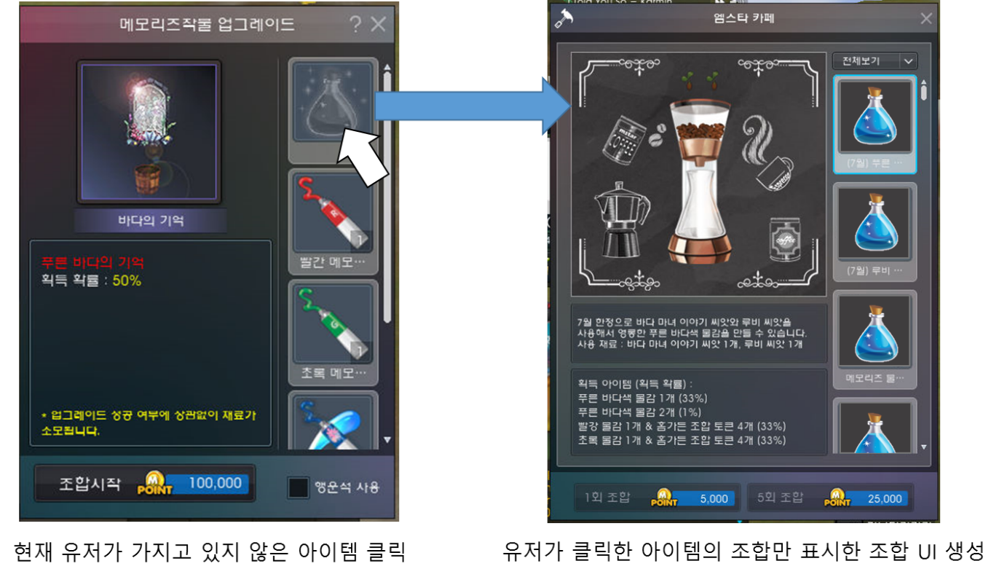 메모리즈작물 업그레이드
?
바다의 기억
푸른 바다의 기억
획득 확률 : 50%
* 업그레이드 성공 여부에 상관없이 재료가
소모됩니다.
R
1
빨간 메모…
G
1
초록 메모…
조합시작
M POINT
100,000
행운석 사용
현재 유저가 가지고 있지 않은 아이템 클릭
Told You So - Karmin
엠스타 카페
전체보기
mstar
COFFEE
Espresso
coffee
(7월) 푸른 …
(7월) 루비 …
메모리즈 물…
7월 한정으로 바다 마녀 이야기 씨앗와 루비 씨앗을
사용해서 영롱한 푸른 바다색 물감을 만들 수 있습니다.
사용 재료 : 바다 마녀 이야기 씨앗 1개, 루비 씨앗 1개
획득 아이템 (획득 확률) :
푸른 바다색 물감 1개 (33%)
푸른 바다색 물감 2개 (1%)
빨강 물감 1개 & 홈가든 조합 토큰 4개 (33%)
초록 물감 1개 & 홈가든 조합 토큰 4개 (33%)
1회 조합
M POINT
5,000
5회 조합
M POINT
25,000
유저가 클릭한 아이템의 조합만 표시한 조합 UI 생성